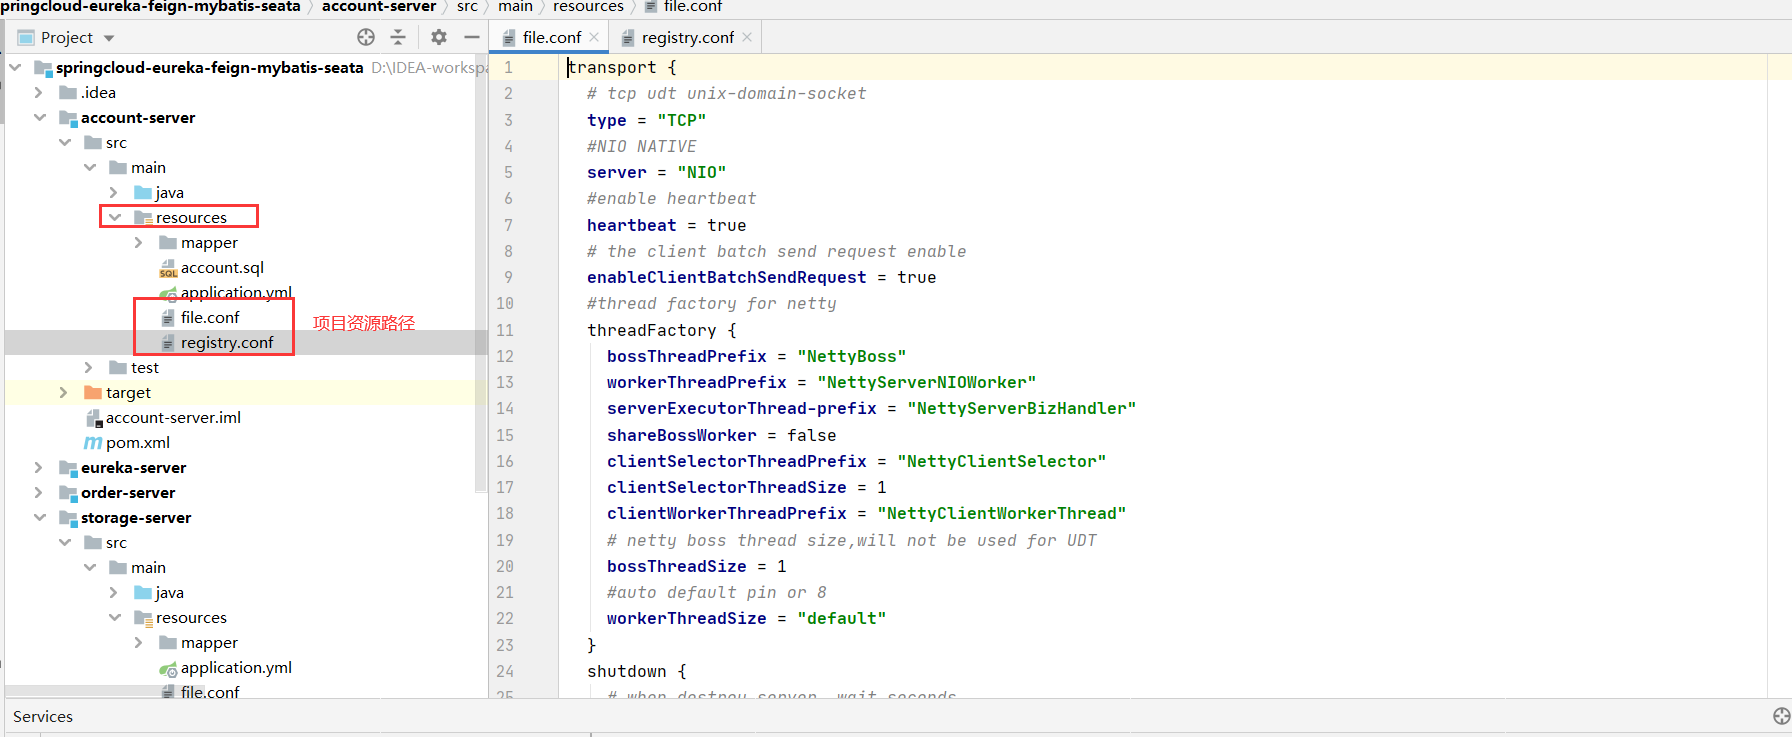 pringcloud-eureka-feign-mybatis-seata 〉 account-server 〉 src 〉 main 〉 resources 〉 file.conf
Project
file.conf
registry.conf
springcloud-eureka-feign-mybatis-seata D:\IDEA-workspa
.idea
account-server
src
main
java
resources
mapper
account.sql
application.yml
file.conf
项目资源路径
registry.conf
test
target
account-server.iml
pom.xml
eureka-server
order-server
storage-server
src
main
java
resources
mapper
application.yml
file.conf
1 transport {
2 # tcp udt unix-domain-socket
3 type = "TCP"
4 #NIO NATIVE
5 server = "NIO"
6 #enable heartbeat
7 heartbeat = true
8 # the client batch send request enable
9 enableClientBatchSendRequest = true
10 #thread factory for netty
11 threadFactory {
12 bossThreadPrefix = "NettyBoss"
13 workerThreadPrefix = "NettyServerNIOWorker"
14 serverExecutorThread-prefix = "NettyServerBizHandler"
15 shareBossWorker = false
16 clientSelectorThreadPrefix = "NettyClientSelector"
17 clientSelectorThreadSize = 1
18 clientWorkerThreadPrefix = "NettyClientWorkerThread"
19 # netty boss thread size,will not be used for UDT
20 bossThreadSize = 1
21 #auto default pin or 8
22 workerThreadSize = "default"
23 }
24 shutdown {
25 # when destroy server, wait seconds
Services